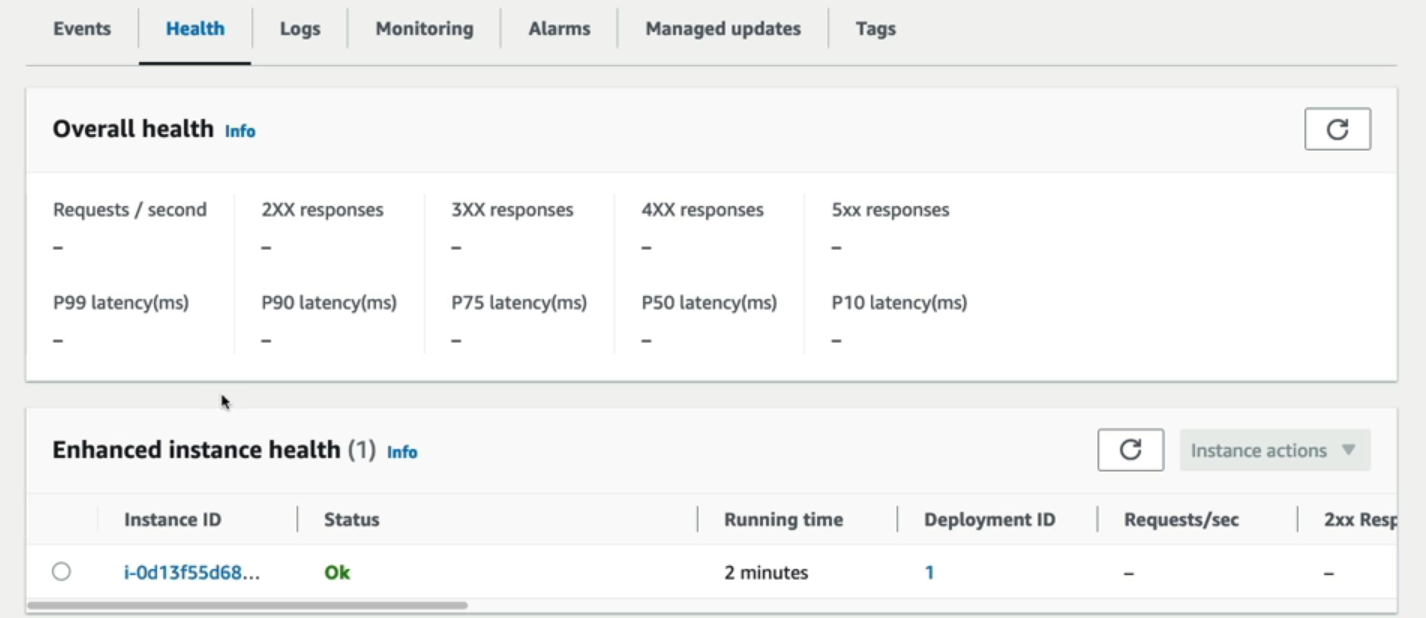 Events Health Logs Monitoring Alarms Managed updates Tags
Overall health Info
Requests / second 2XX responses 3XX responses 4XX responses 5xx responses
– – – – –
P99 latency(ms) P90 latency(ms) P75 latency(ms) P50 latency(ms) P10 latency(ms)
– – – – –
Enhanced instance health (1) Info Instance actions
Instance ID Status Running time Deployment ID Requests/sec 2xx Resp
i-0d13f55d68... Ok 2 minutes 1 – –